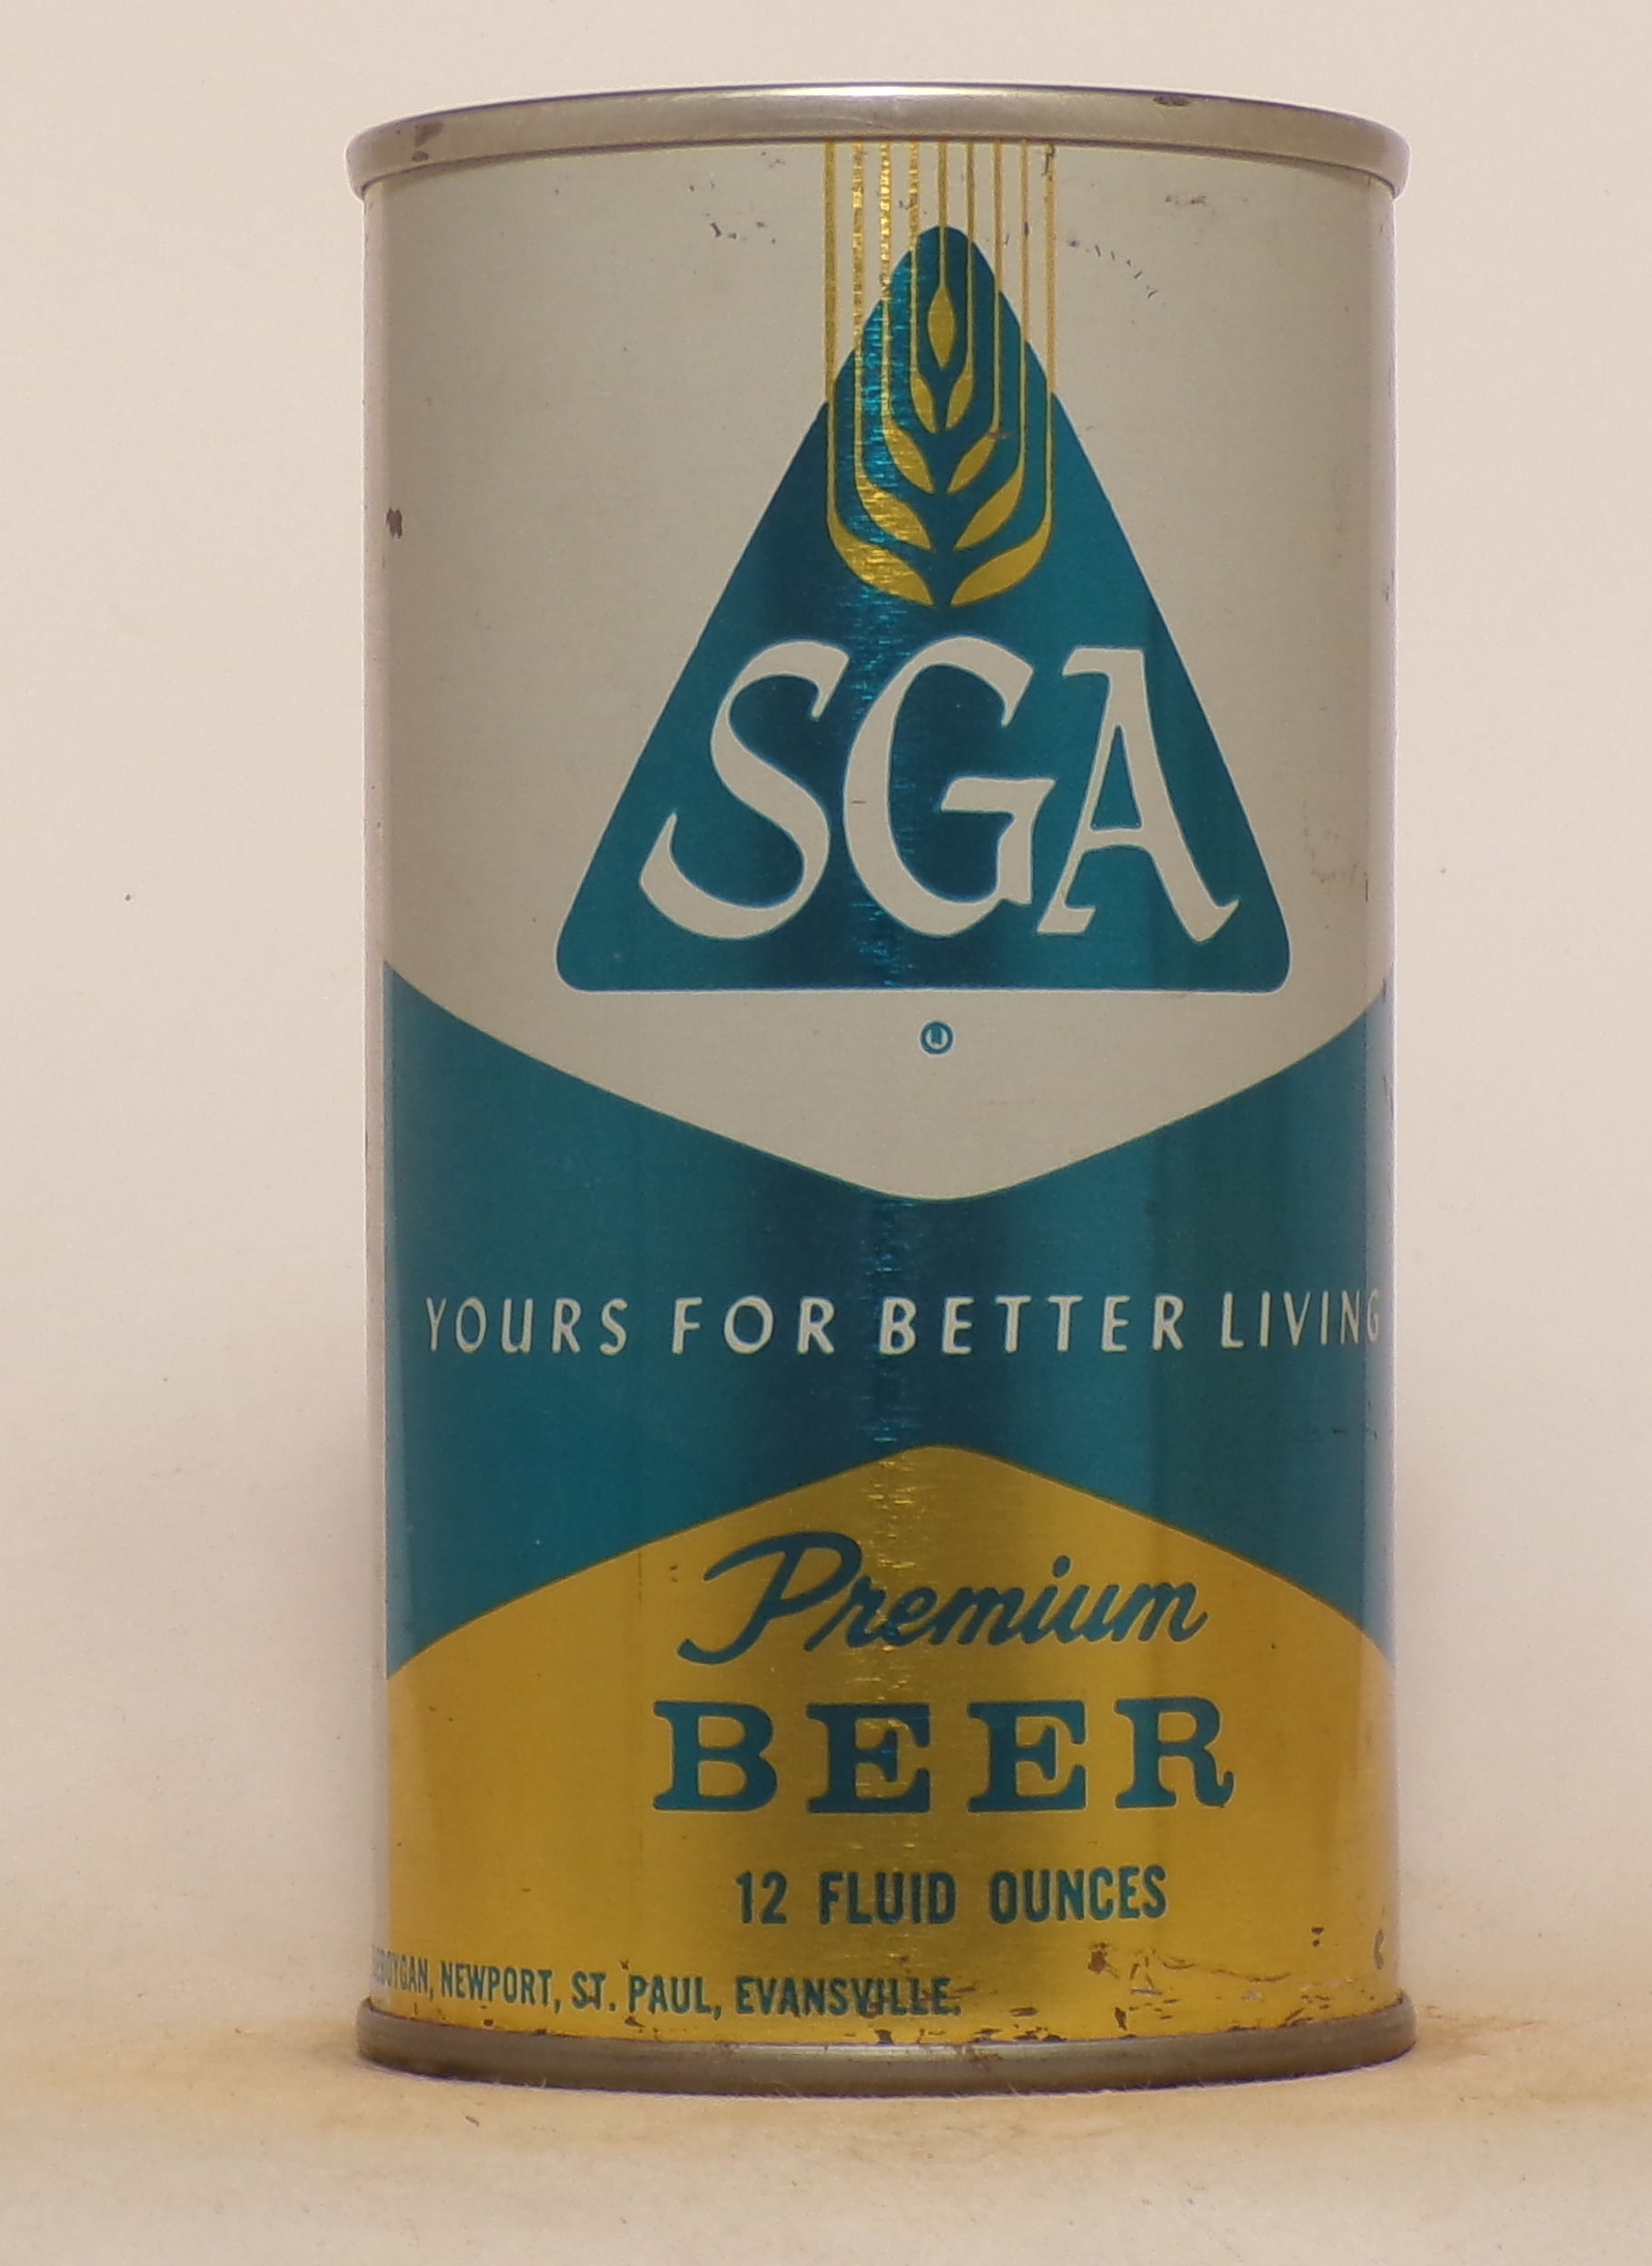 SGA
U
YOURS FOR BETTER LIVING
Premium
BEER
12 FLUID OUNCES
NEWPORT, ST. PAUL, EVANSVILLE.